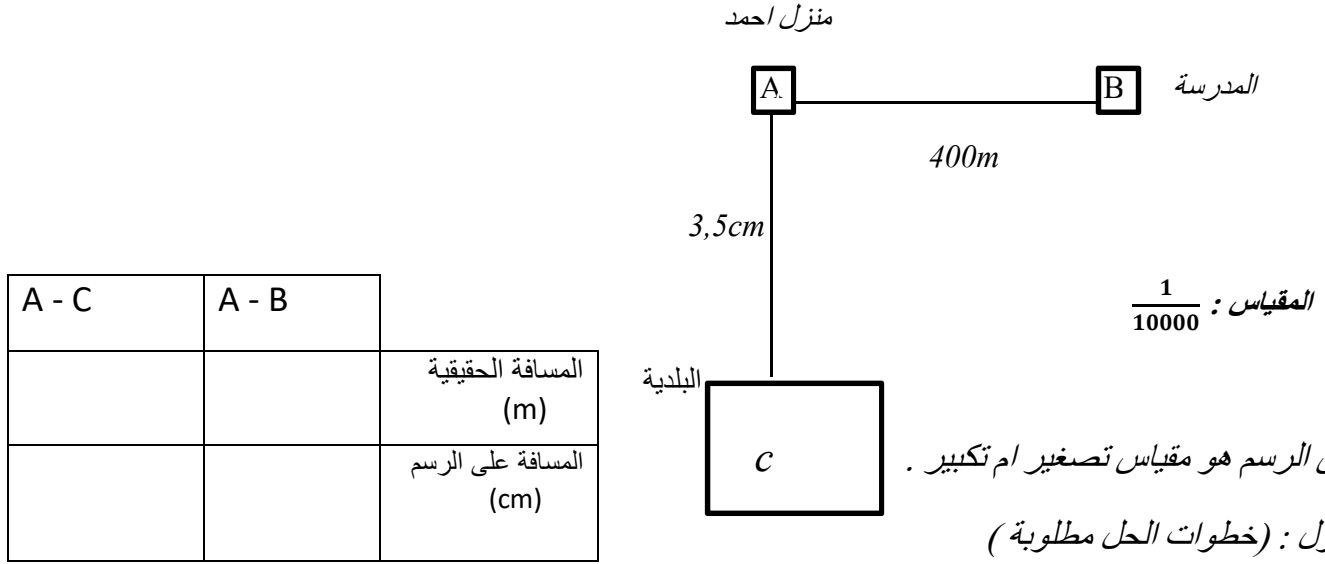 منزل احمد
A
B
المدرسة
400m
3,5cm
المقياس : 1/10000
البلدية
c
الرسم هو مقياس تصغير ام تكبير .
: (خطوات الحل مطلوبة )
A - B
A - C
المسافة الحقيقية
(m)
المسافة على الرسم
(cm)